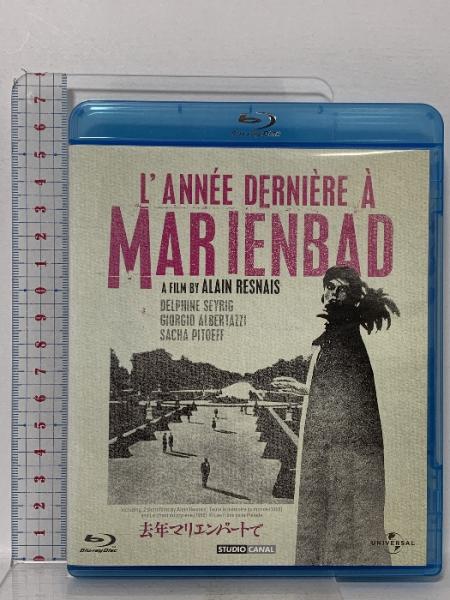 Blu-ray Disc
L'ANNÉE DERNIÈRE À
MARIENBAD
A FILM BY ALAIN RESNAIS
DELPHINE SEYRIG
GIORGIO ALBERTAZZI
SACHA PITOEFF
去年マリエンバートで
Blu-ray Disc
STUDIO CANAL
UNIVERSAL